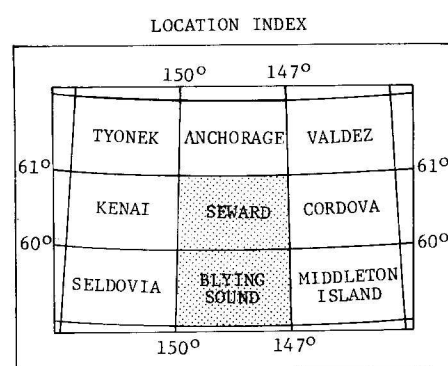 LOCATION INDEX
150° 147°
TYONEK ANCHORAGE VALDEZ
61° 61°
KENAI SEWARD CORDOVA
60° 60°
SELDOVIA BLYING SOUND MIDDLETON ISLAND
150° 147°